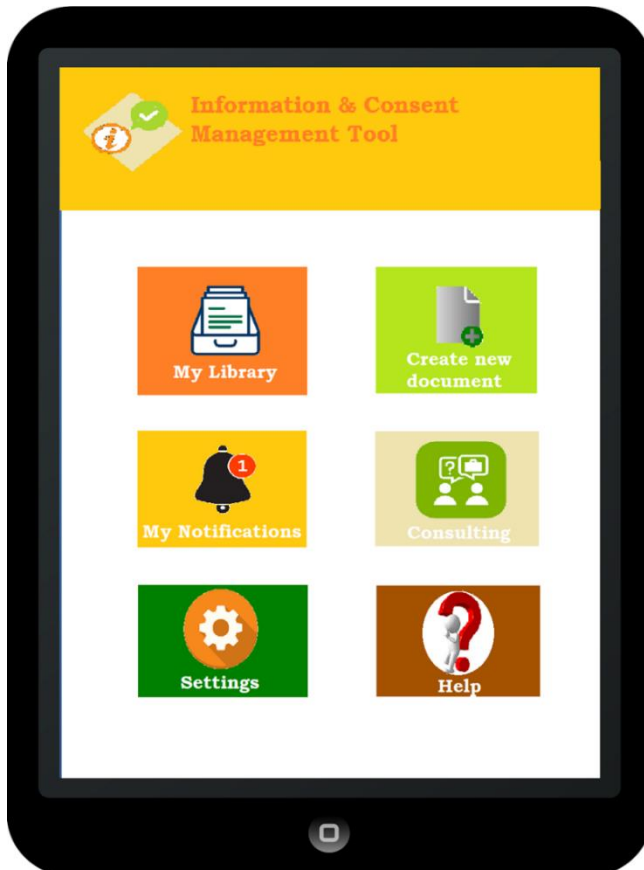 i
Information & Consent
Management Tool
My Library
Create new
document
1
My Notifications
?
Consulting
Settings
?
Help